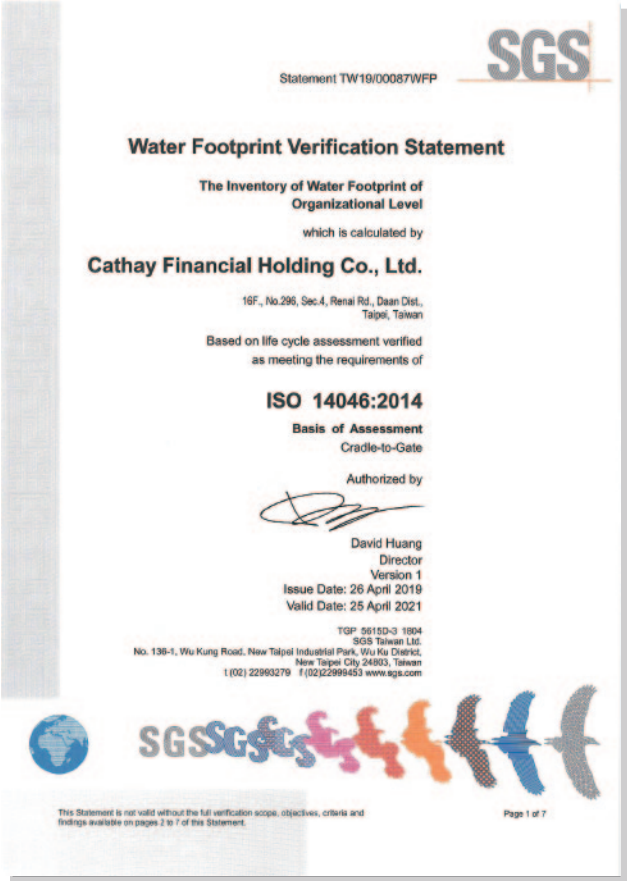 SGS
Statement TW19/00087WFP
Water Footprint Verification Statement
The Inventory of Water Footprint of
Organizational Level
which is calculated by
Cathay Financial Holding Co., Ltd.
16F., No.296, Sec.4, Renai Rd., Daan Dist.,
Taipei, Taiwan
Based on life cycle assessment verified
as meeting the requirements of
ISO 14046:2014
Basis of Assessment
Cradle-to-Gate
Authorized by
David Huang
Director
Version 1
Issue Date: 26 April 2019
Valid Date: 25 April 2021
TGP 5615D-3 1804
SGS Taiwan Ltd.
No. 136-1, Wu Kung Road, New Taipei Industrial Park, Wu Ku District,
New Taipei City 24803, Taiwan
t (02) 22993279 f (02)22999453 www.sgs.com
SGS SGS SGS
This Statement is not valid without the full verification scope, objectives, criteria and
findings available on pages 2 to 7 of this Statement.
Page 1 of 7